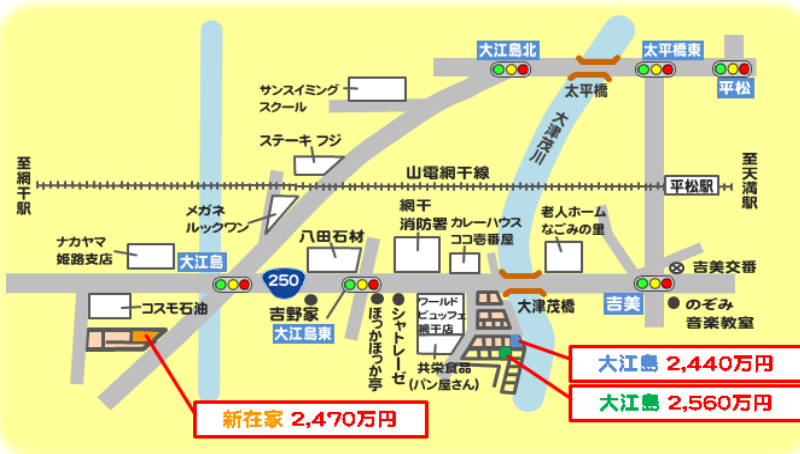 大江島北
太平橋東
平松
太平橋
サンスイミング
スクール
大津茂川
ステーキ フジ
至網干駅
山電網干線
平松駅
至天満駅
メガネ
ルックワン
網干
消防署
カレーハウス
ココ壱番屋
老人ホーム
なごみの里
八田石材
ナカヤマ
姫路支店
大江島
250
吉美交番
コスモ石油
吉野家
大江島東
ほっかほっか亭
シャトレーゼ
ワールド
ビュッフェ
網干店
大津茂橋
吉美
のぞみ
音楽教室
共栄食品
(パン屋さん)
大江島 2,440万円
大江島 2,560万円
新在家 2,470万円